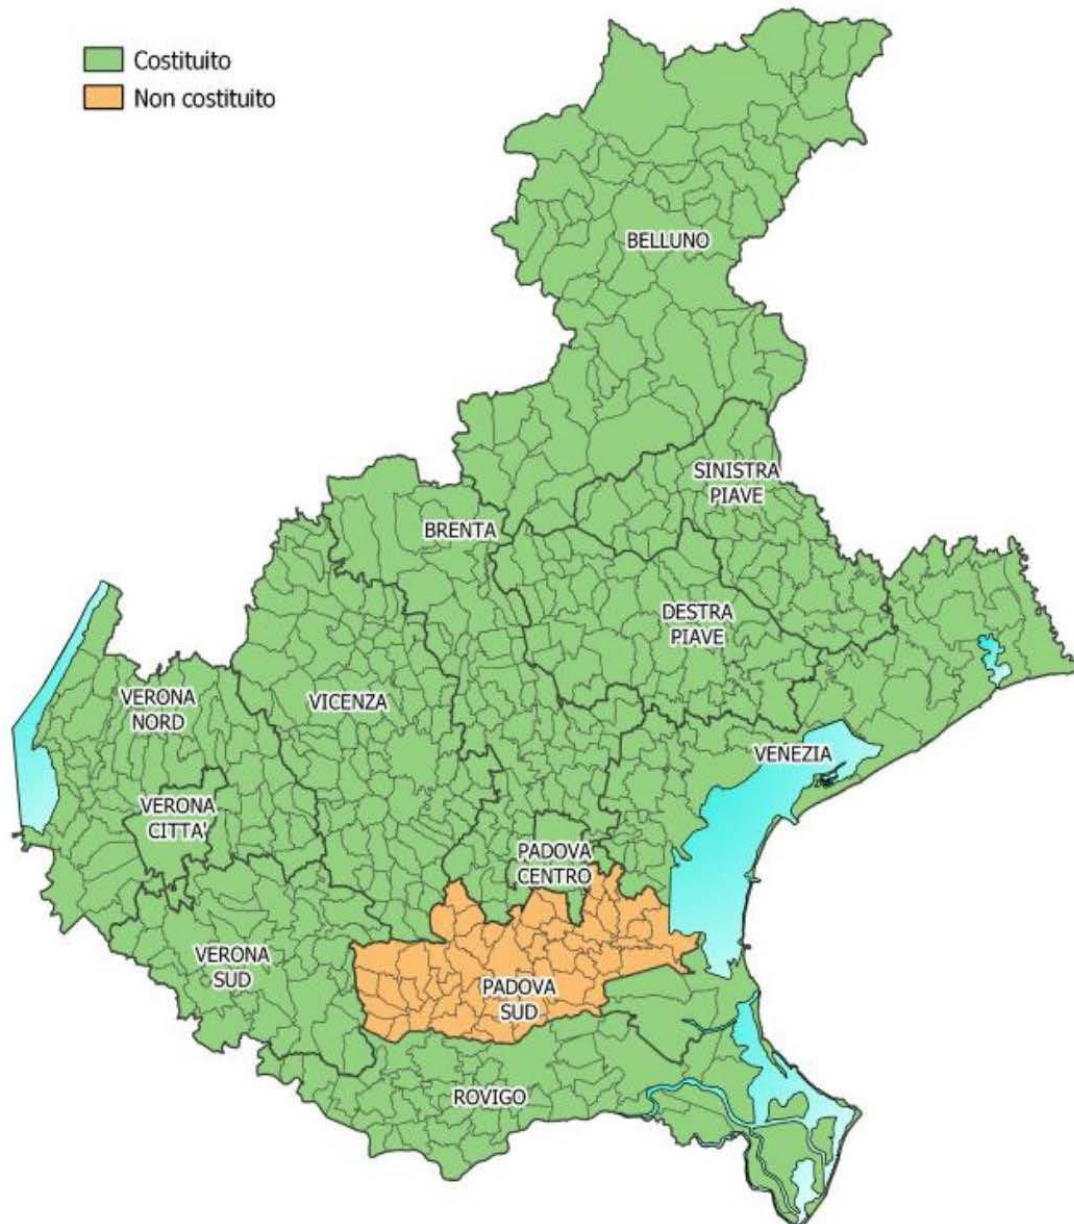 Costituito
Non costituito
BELLUNO
SINISTRA
PIAVE
BRENTA
DESTRA
PIAVE
VERONA
NORD
VICENZA
VENEZIA
VERONA
CITTA'
PADOVA
CENTRO
VERONA
SUD
PADOVA
SUD
ROVIGO